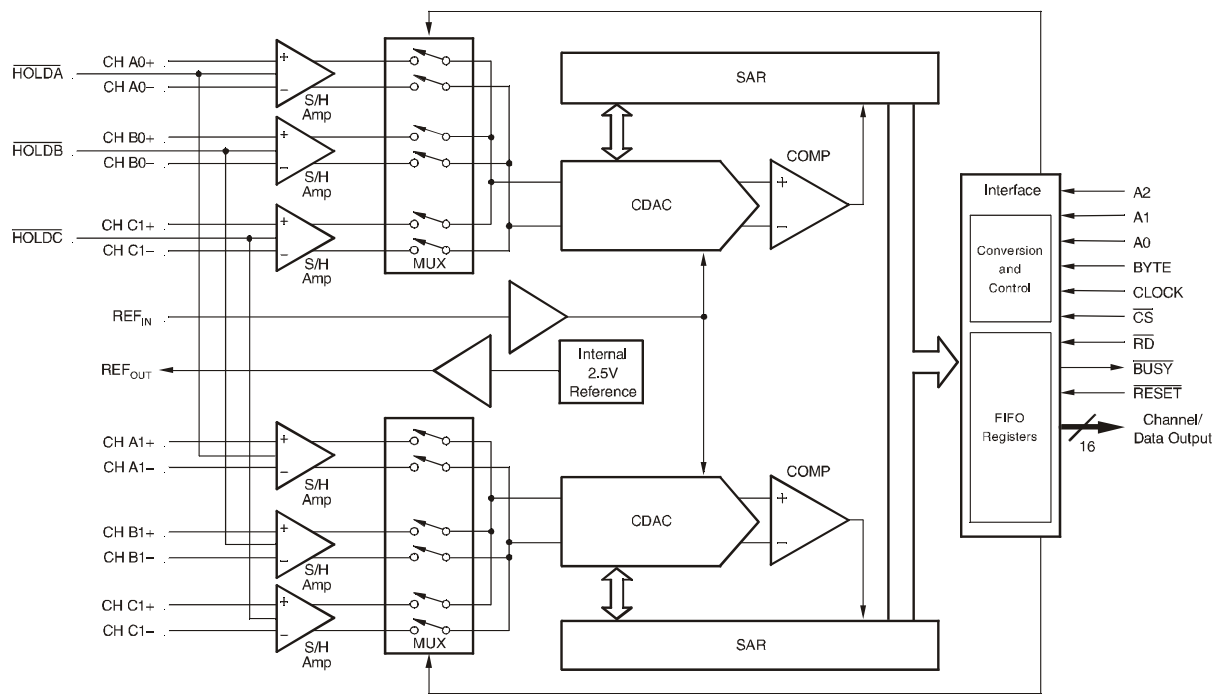 HOLDA
CH A0+
CH A0−
S/H
Amp
HOLDB
CH B0+
CH B0−
S/H
Amp
HOLDC
CH C1+
CH C1−
S/H
Amp
MUX
SAR
CDAC
COMP
REFIN
REFOUT
Internal
2.5V
Reference
CH A1+
CH A1−
S/H
Amp
CH B1+
CH B1−
S/H
Amp
CH C1+
CH C1−
S/H
Amp
MUX
CDAC
COMP
SAR
Interface
Conversion
and
Control
FIFO
Registers
A2
A1
A0
BYTE
CLOCK
CS
RD
BUSY
RESET
Channel/
Data Output
16
+
−
+
−
+
−
+
−
+
−
+
−
+
−
+
−